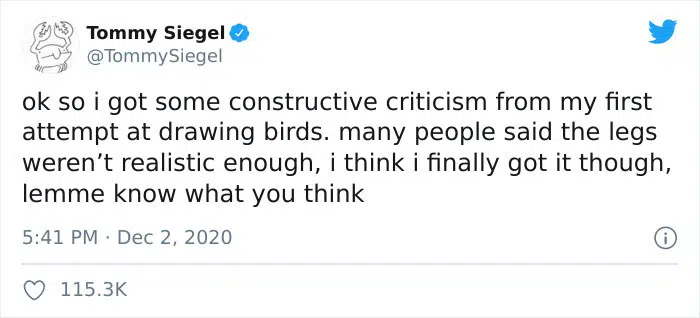 Tommy Siegel
@TommySiegel
ok so i got some constructive criticism from my first
attempt at drawing birds. many people said the legs
weren’t realistic enough, i think i finally got it though,
lemme know what you think
5:41 PM · Dec 2, 2020
115.3K